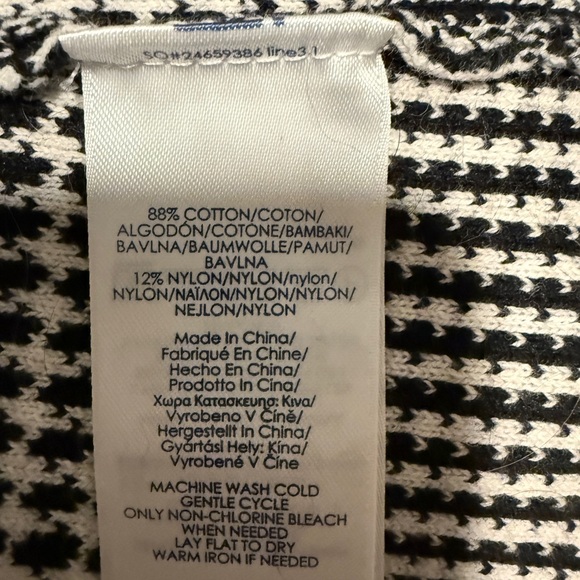 SO#24659386 line3.1
88% COTTON/COTON/
ALGODÓN/COTONE/BAMBAKI/
BAVLNA/BAUMWOLLE/PAMUT/
BAVLNA
12% NYLON/NYLON/nylon/
NYLON/ΝΑΪΛΟΝ/NYLON/NYLON/
NEJLON/NYLON
Made In China/
Fabriqué En Chine/
Hecho En China/
Prodotto In Cina/
Χωρα Κατασκευησ: Κινα/
Vyrobeno V Číně/
Hergestellt In China/
Gyártási Hely: Kína/
Vyrobené V Číne
MACHINE WASH COLD
GENTLE CYCLE
ONLY NON-CHLORINE BLEACH
WHEN NEEDED
LAY FLAT TO DRY
WARM IRON IF NEEDED